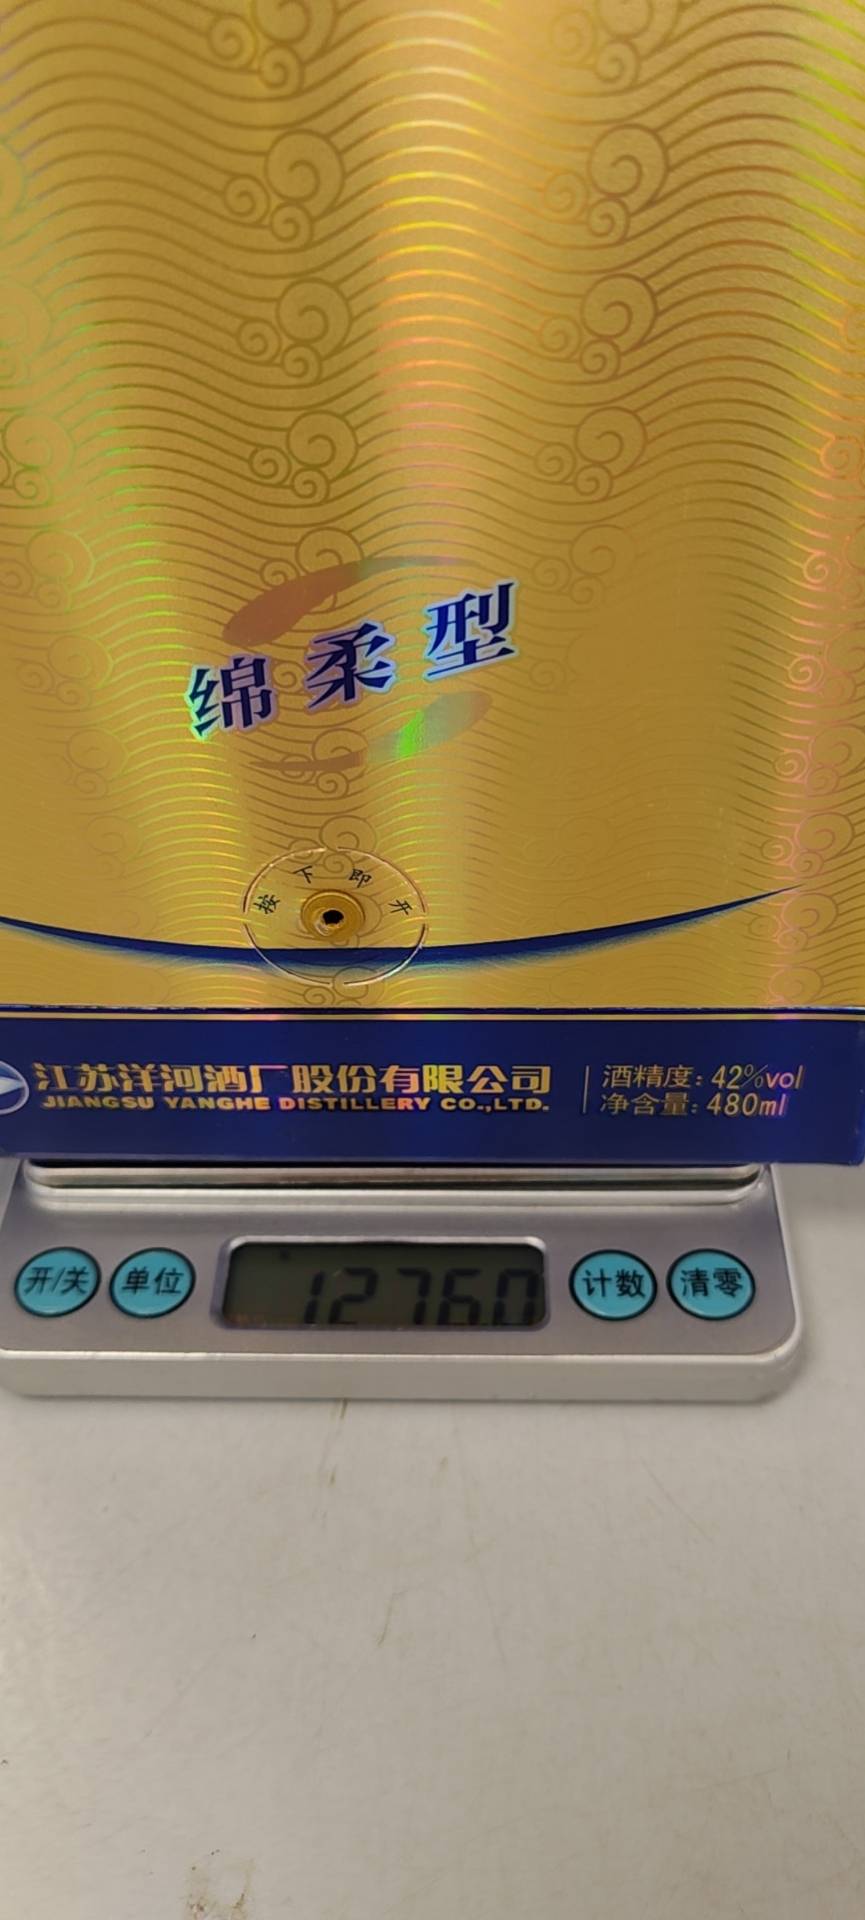 绵柔型
按下即开
江苏洋河酒厂股份有限公司
JIANGSU YANGHE DISTILLERY CO.,LTD.
酒精度:42%vol
净含量:480ml
开/关 单位 1276.0 计数 清零